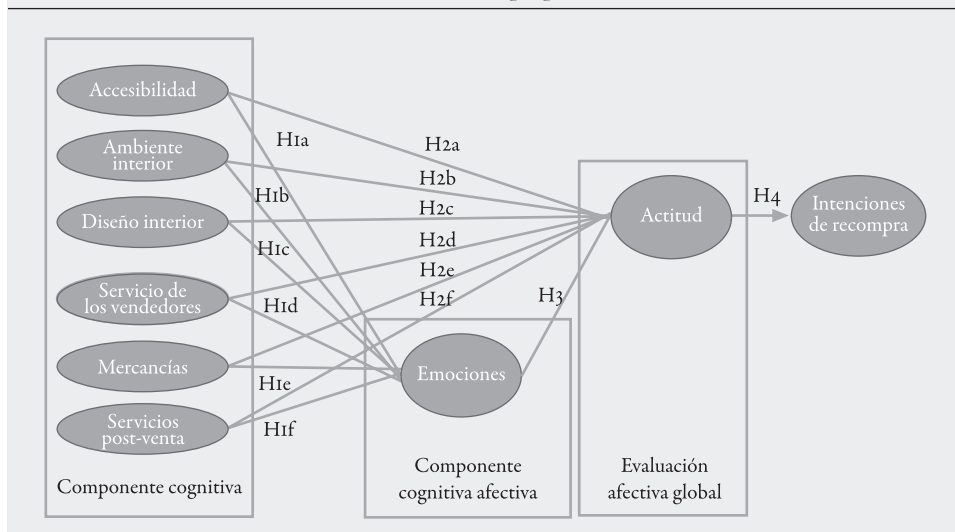 Accesibilidad
Ambiente
interior
Diseño interior
Servicio de
los vendedores
Mercancías
Servicios
post-venta
Componente cognitiva
H1a
H1b
H1c
H1d
H1e
H1f
H2a
H2b
H2c
H2d
H2e
H2f
H3
Emociones
Componente
cognitiva afectiva
Actitud
Evaluación
afectiva global
H4
Intenciones
de recompra